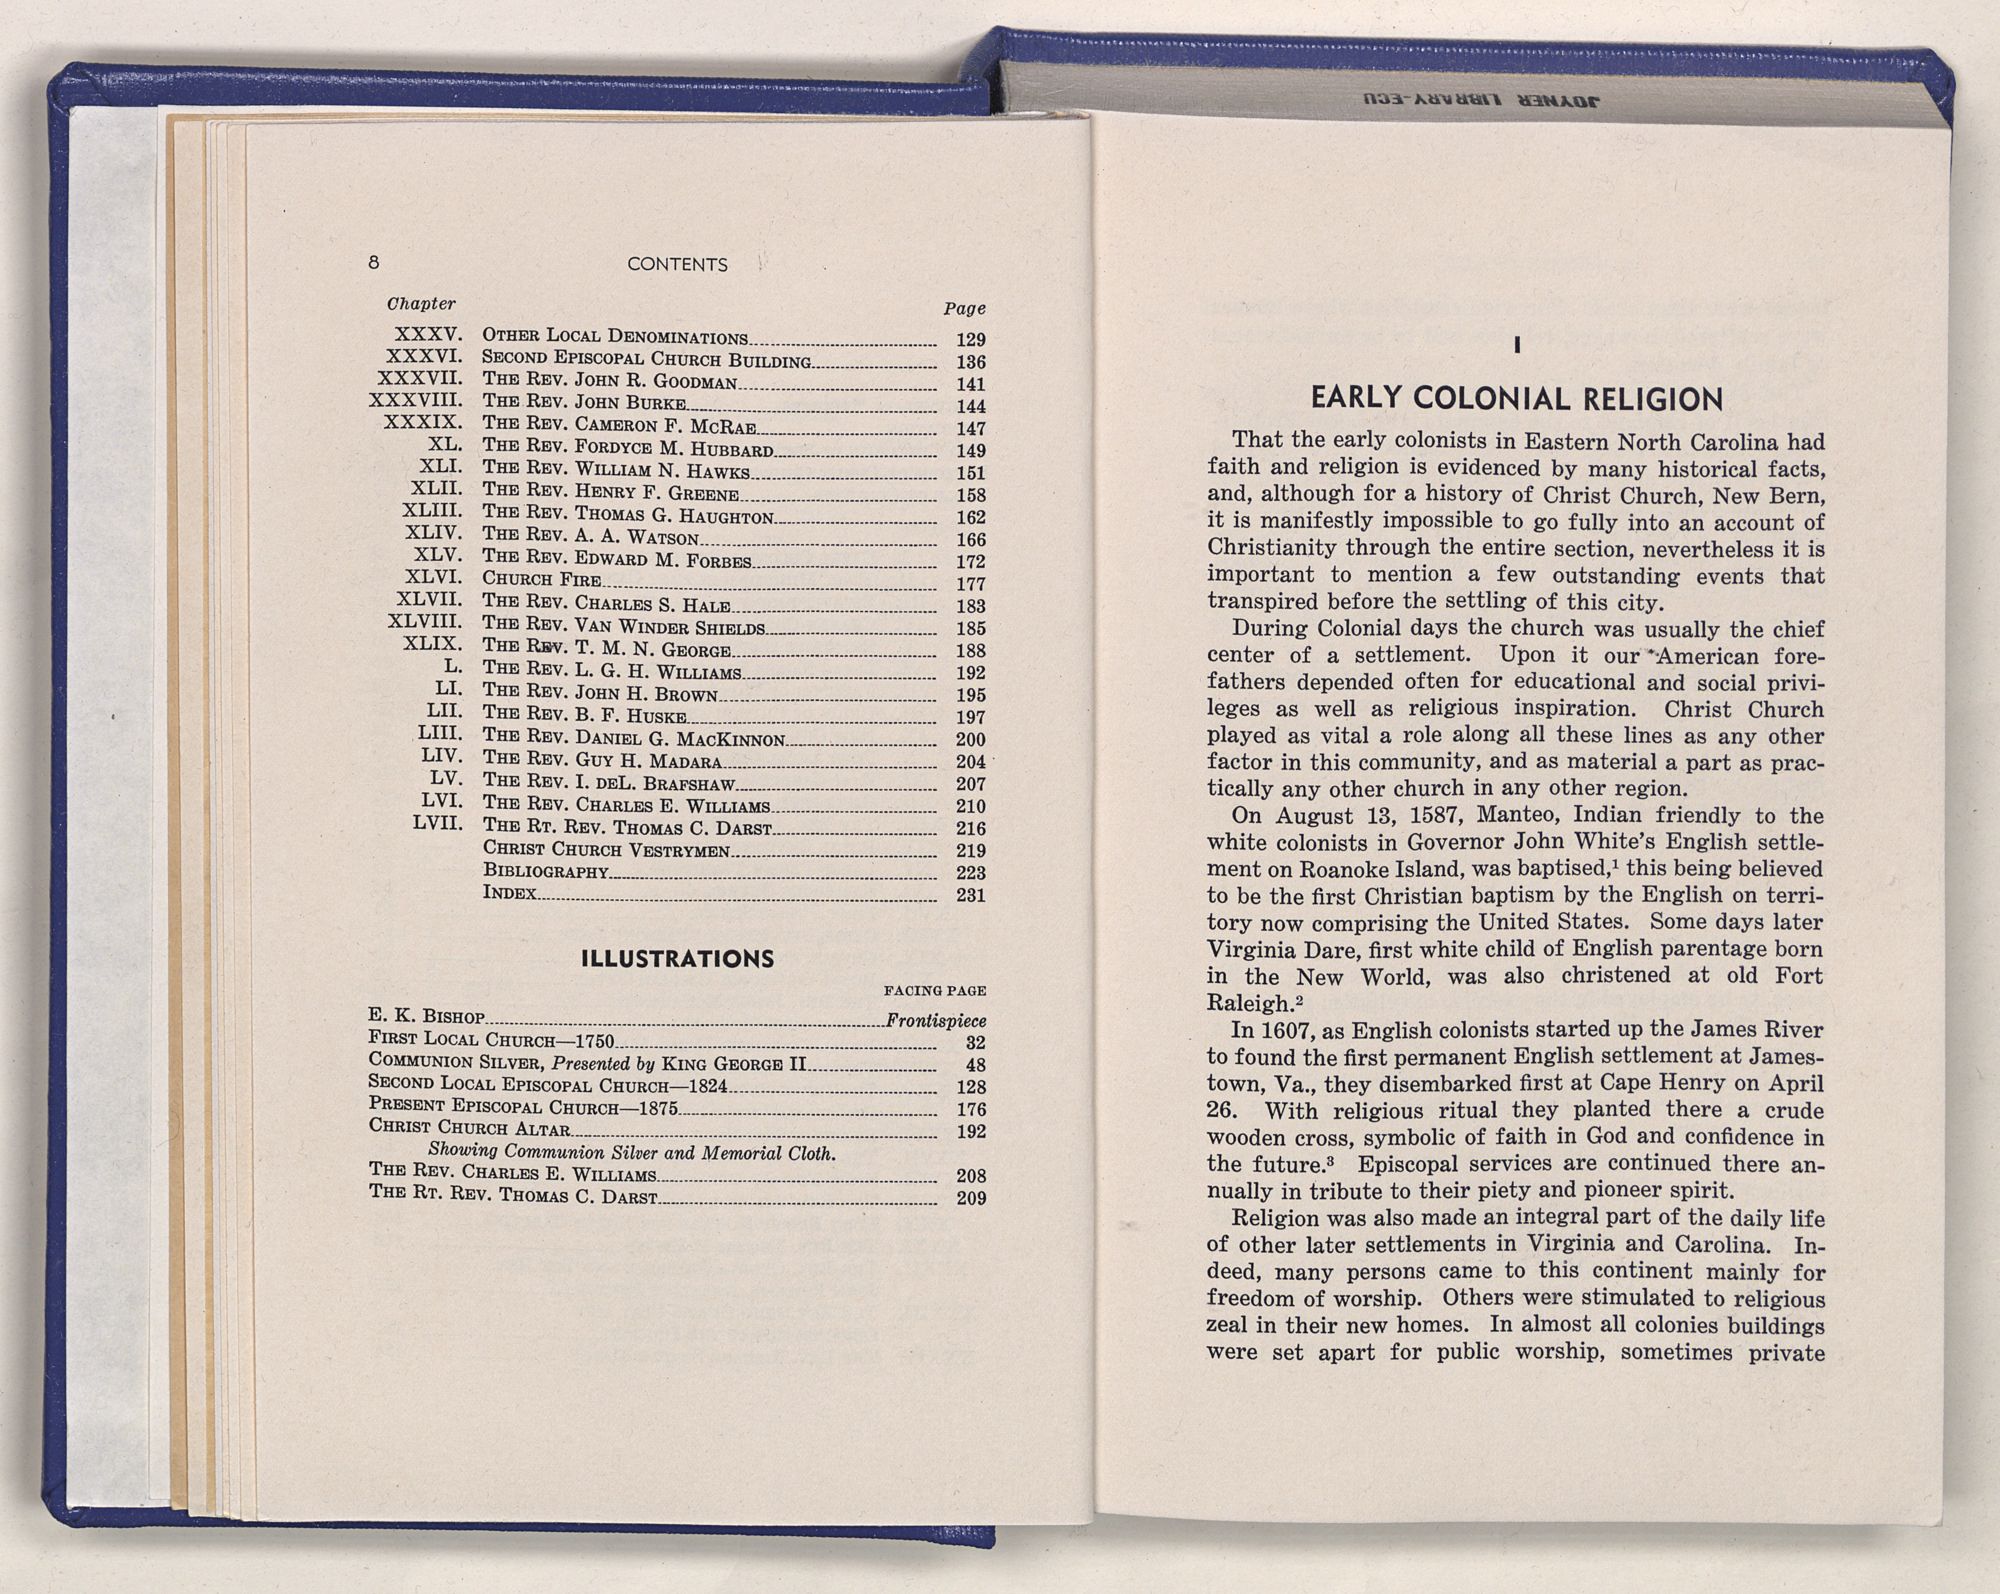 8 CONTENTS
Chapter Page
XXXV. OTHER LOCAL DENOMINATIONS 129
XXXVI. SECOND EPISCOPAL CHURCH BUILDING 136
XXXVII. THE REV. JOHN R. GOODMAN 141
XXXVIII. THE REV. JOHN BURKE 144
XXXIX. THE REV. CAMERON F. MCRAE 147
XL. THE REV. FORDYCE M. HUBBARD 149
XLI. THE REV. WILLIAM N. HAWKS 151
XLII. THE REV. HENRY F. GREENE 158
XLIII. THE REV. THOMAS G. HAUGHTON 162
XLIV. THE REV. A. A. WATSON 166
XLV. THE REV. EDWARD M. FORBES 172
XLVI. CHURCH FIRE 177
XLVII. THE REV. CHARLES S. HALE 183
XLVIII. THE REV. VAN WINDER SHIELDS 185
XLIX. THE REV. T. M. N. GEORGE 188
L. THE REV. L. G. H. WILLIAMS 192
LI. THE REV. JOHN H. BROWN 195
LII. THE REV. B. F. HUSKE 197
LIII. THE REV. DANIEL G. MACKINNON 200
LIV. THE REV. GUY H. MADARA 204
LV. THE REV. I. DEL. BRAFSHAW 207
LVI. THE REV. CHARLES E. WILLIAMS 210
LVII. THE RT. REV. THOMAS C. DARST 216
CHRIST CHURCH VESTRYMEN 219
BIBLIOGRAPHY 223
INDEX 231
ILLUSTRATIONS
FACING PAGE
E. K. BISHOP Frontispiece
FIRST LOCAL CHURCH—1750 32
COMMUNION SILVER, Presented by KING GEORGE II 48
SECOND LOCAL EPISCOPAL CHURCH—1824 128
PRESENT EPISCOPAL CHURCH—1875 176
CHRIST CHURCH ALTAR 192
Showing Communion Silver and Memorial Cloth.
THE REV. CHARLES E. WILLIAMS 208
THE RT. REV. THOMAS C. DARST 209
JOYNER LIBRARY-ECU
I
EARLY COLONIAL RELIGION
That the early colonists in Eastern North Carolina had
faith and religion is evidenced by many historical facts,
and, although for a history of Christ Church, New Bern,
it is manifestly impossible to go fully into an account of
Christianity through the entire section, nevertheless it is
important to mention a few outstanding events that
transpired before the settling of this city.
During Colonial days the church was usually the chief
center of a settlement. Upon it our American fore-
fathers depended often for educational and social privi-
leges as well as religious inspiration. Christ Church
played as vital a role along all these lines as any other
factor in this community, and as material a part as prac-
tically any other church in any other region.
On August 13, 1587, Manteo, Indian friendly to the
white colonists in Governor John White's English settle-
ment on Roanoke Island, was baptised,¹ this being believed
to be the first Christian baptism by the English on terri-
tory now comprising the United States. Some days later
Virginia Dare, first white child of English parentage born
in the New World, was also christened at old Fort
Raleigh.²
In 1607, as English colonists started up the James River
to found the first permanent English settlement at James-
town, Va., they disembarked first at Cape Henry on April
26. With religious ritual they planted there a crude
wooden cross, symbolic of faith in God and confidence in
the future.³ Episcopal services are continued there an-
nually in tribute to their piety and pioneer spirit.
Religion was also made an integral part of the daily life
of other later settlements in Virginia and Carolina. In-
deed, many persons came to this continent mainly for
freedom of worship. Others were stimulated to religious
zeal in their new homes. In almost all colonies buildings
were set apart for public worship, sometimes private